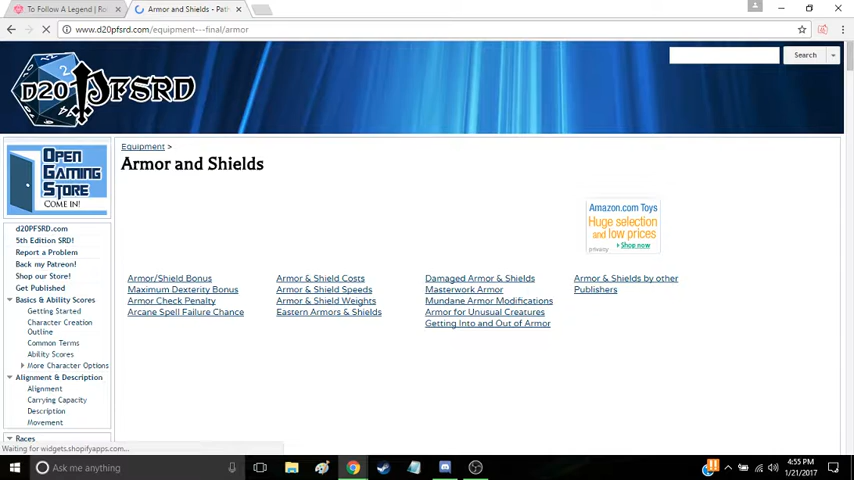 To Follow A Legend | Ro
Armor and Shields - Pat
www.d20pfsrd.com/equipment---final/armor
D20 PFSRD
Search
Equipment >
Armor and Shields
OPEN
GAMING
STORE
COME IN!
Amazon.com Toys
Huge selection
and low prices
privacy
Shop now
Armor/Shield Bonus
Maximum Dexterity Bonus
Armor Check Penalty
Arcane Spell Failure Chance
Armor & Shield Costs
Armor & Shield Speeds
Armor & Shield Weights
Eastern Armors & Shields
Damaged Armor & Shields
Masterwork Armor
Mundane Armor Modifications
Armor for Unusual Creatures
Getting Into and Out of Armor
Armor & Shields by other
Publishers
d20PFSRD.com
5th Edition SRD!
Report a Problem
Back my Patreon!
Shop our Store!
Get Published
Basics & Ability Scores
Getting Started
Character Creation
Outline
Common Terms
Ability Scores
More Character Options
Alignment & Description
Alignment
Carrying Capacity
Description
Movement
Races
Waiting for widgets.shopifyapps.com...
Ask me anything
4:55 PM
1/21/2017